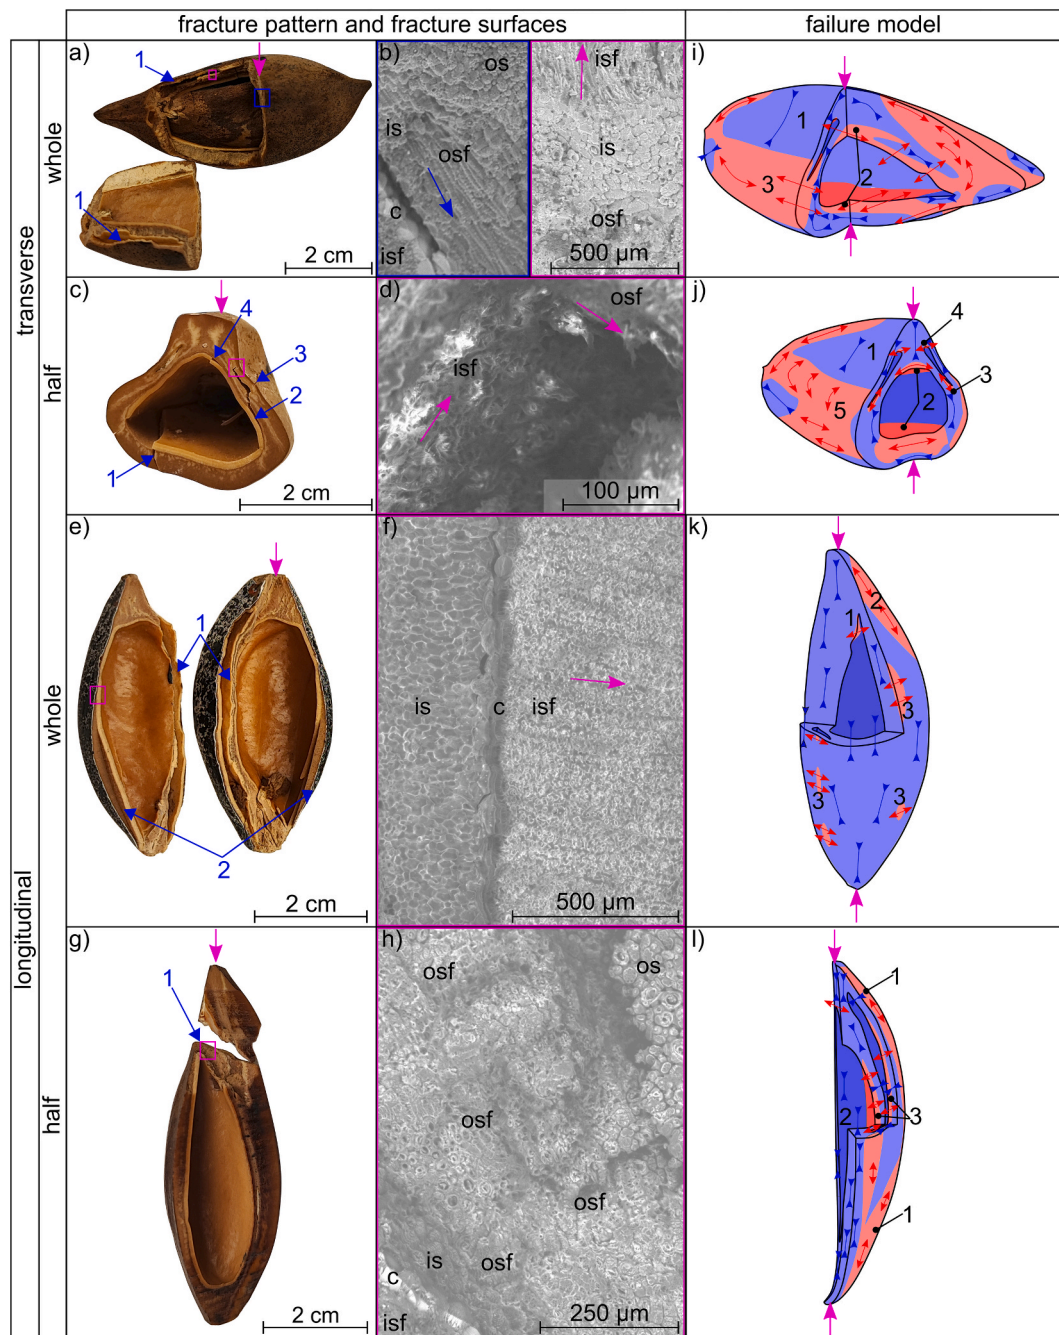 fracture pattern and fracture surfaces
failure model
transverse
whole
a)
1
1
2 cm
b)
os
is
osf
c
isf
isf
is
osf
500 µm
i)
1
2
3
half
c)
4
3
2
1
2 cm
d)
osf
isf
100 µm
j)
1
4
3
2
5
longitudinal
whole
e)
1
2
2 cm
f)
is
c
isf
500 µm
k)
1
2
3
3
3
half
g)
1
2 cm
h)
osf
os
osf
osf
is
osf
c
isf
250 µm
l)
1
2
3
1